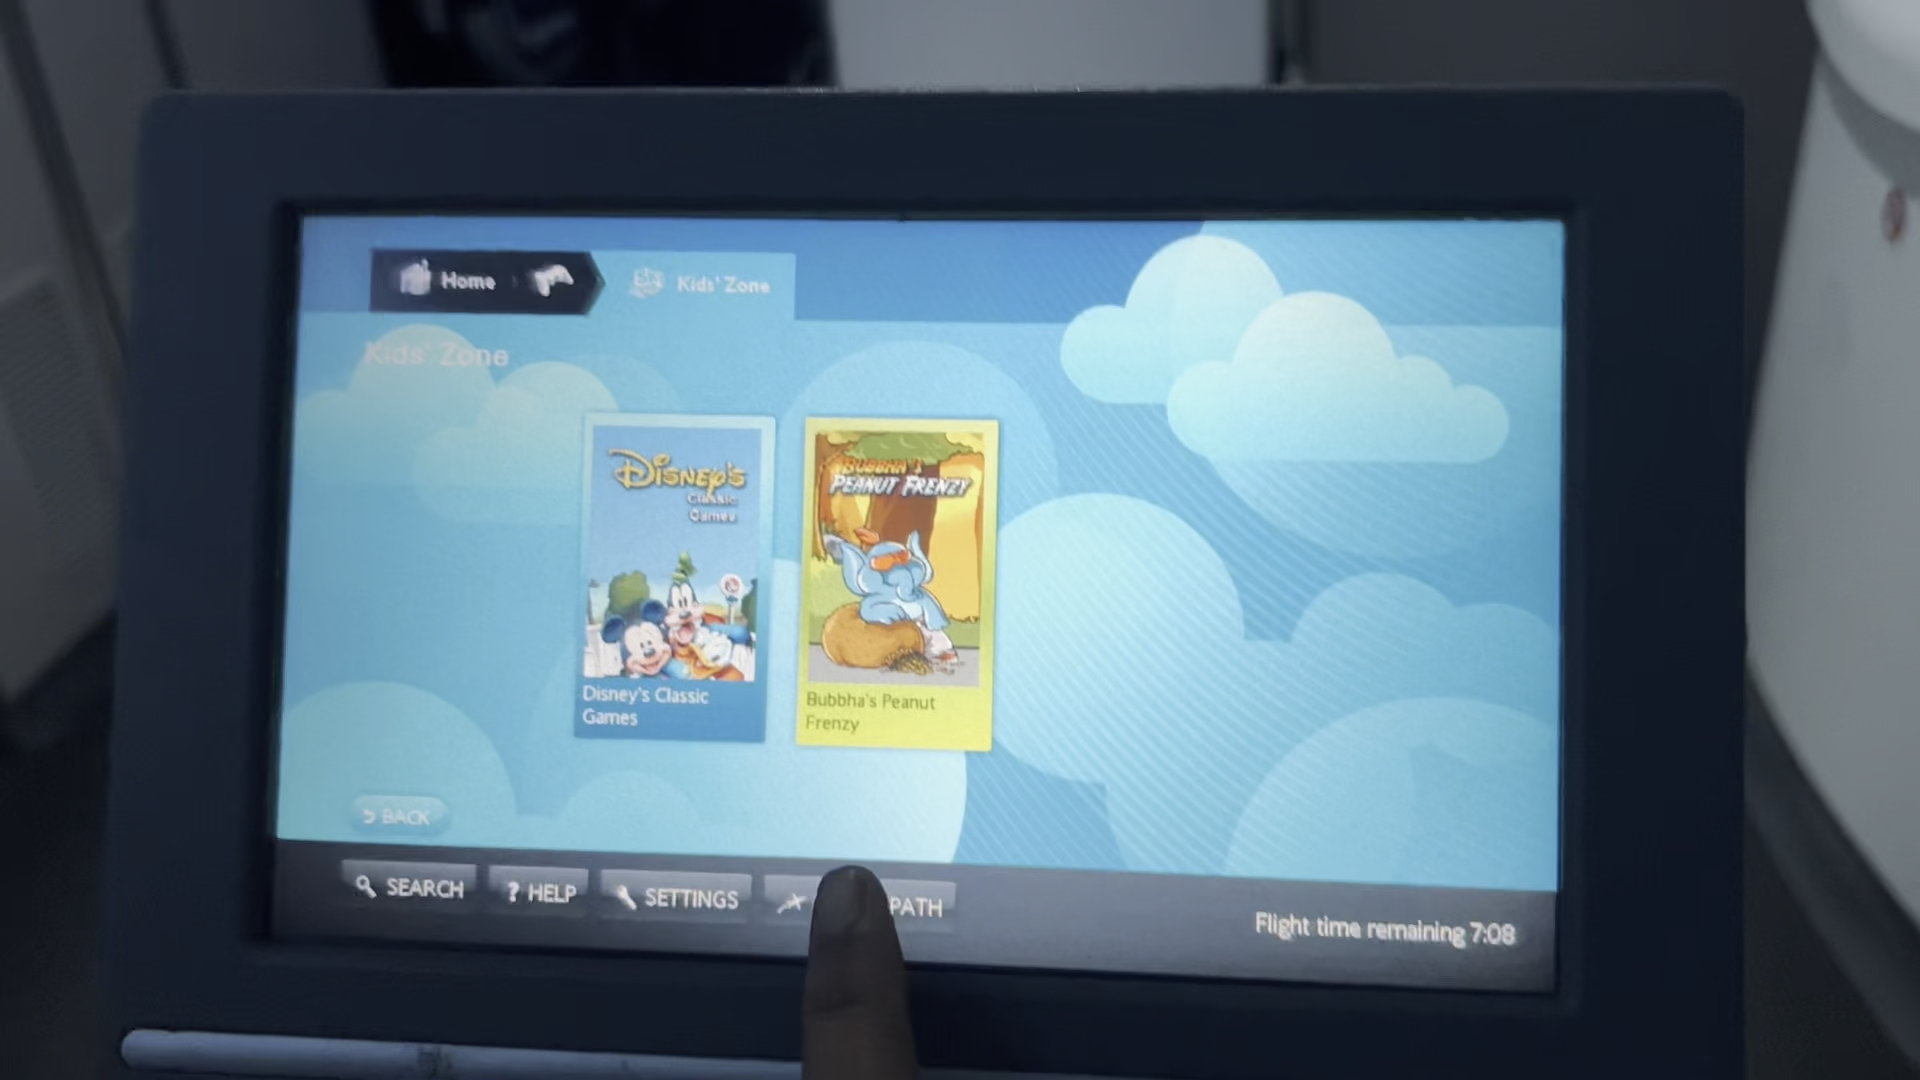 Home
Kids' Zone
Kids' Zone
DISNEY'S
Classic
Games
BUBBHA'S
PEANUT FRENZY
Disney's Classic
Games
Bubbha's Peanut
Frenzy
BACK
SEARCH
? HELP
SETTINGS
PATH
Flight time remaining 7:08